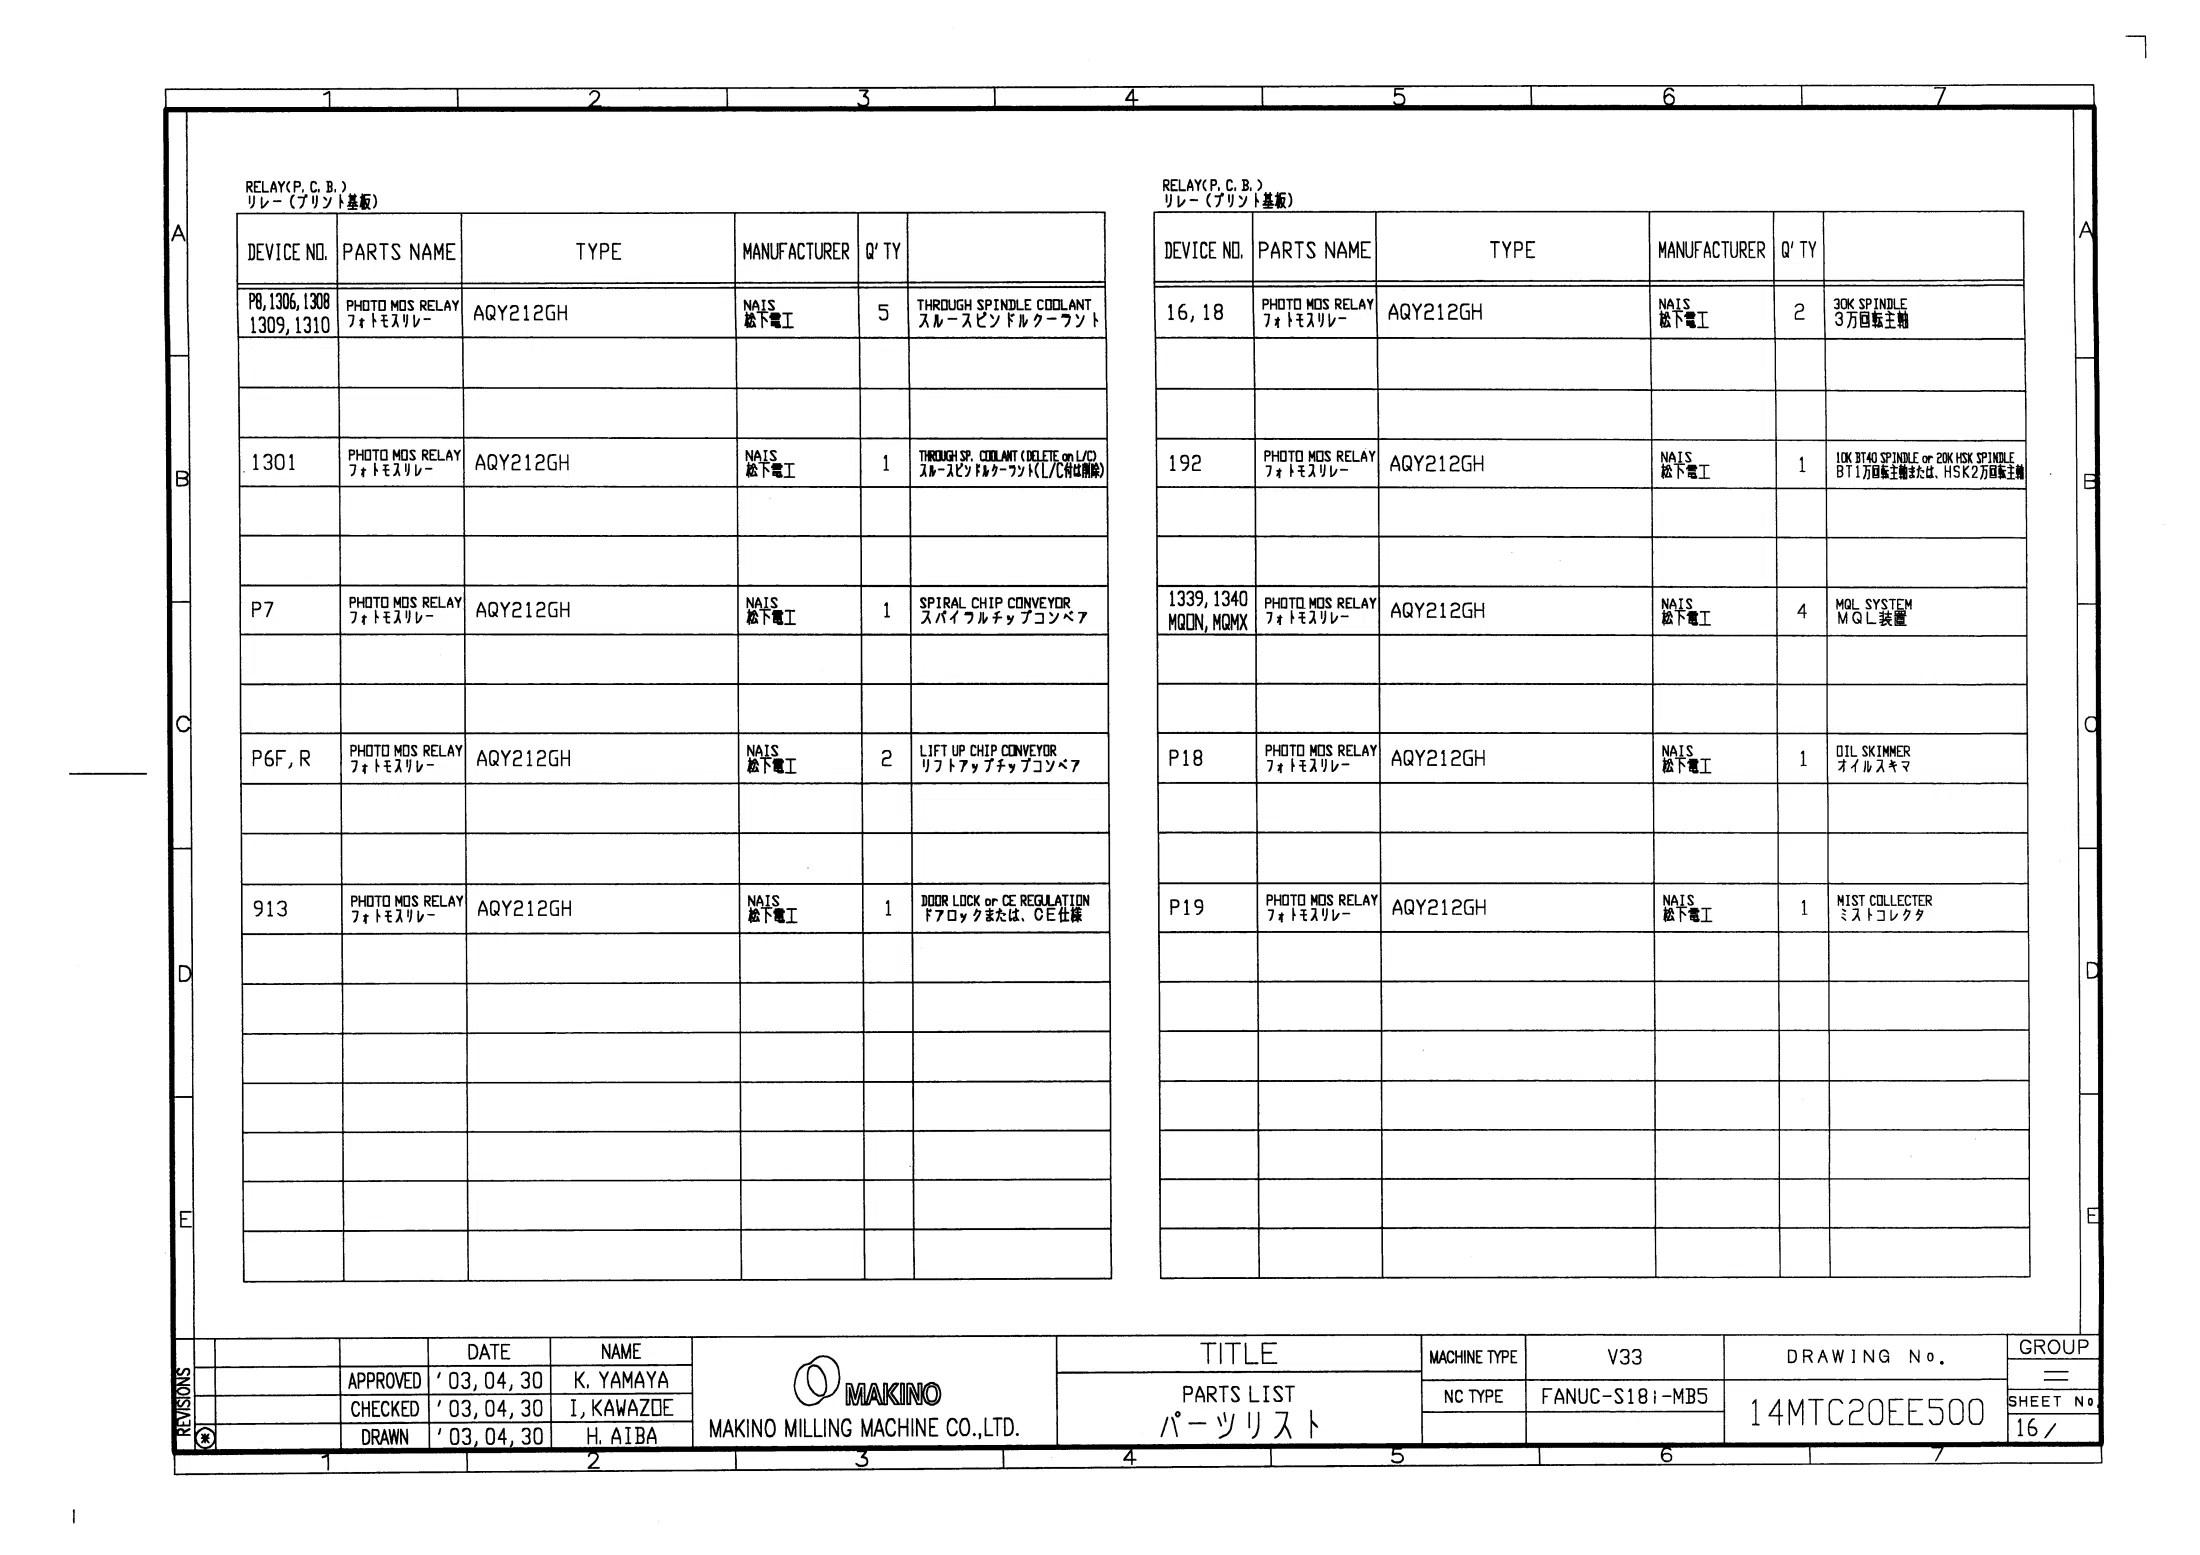 1 2 3 4 5 6 7
RELAY(P. C. B.)
リレー(プリント基板)
DEVICE NO. PARTS NAME TYPE MANUFACTURER Q'TY
P8, 1306, 1308 PHOTO MOS RELAY AQY212GH NAIS 5 THROUGH SPINDLE COOLANT
1309, 1310 フォトモスリレー 松下電工 スルースピンドルクーラント
1301 PHOTO MOS RELAY AQY212GH NAIS 1 THROUGH SP. COOLANT (DELETE on L/C)
フォトモスリレー 松下電工 スルースピンドルクーラント(L/C付は削除)
P7 PHOTO MOS RELAY AQY212GH NAIS 1 SPIRAL CHIP CONVEYOR
フォトモスリレー 松下電工 スパイラルチップコンベア
P6F, R PHOTO MOS RELAY AQY212GH NAIS 2 LIFT UP CHIP CONVEYOR
フォトモスリレー 松下電工 リフトアップチップコンベア
913 PHOTO MOS RELAY AQY212GH NAIS 1 DOOR LOCK or CE REGULATION
フォトモスリレー 松下電工 ドアロックまたは、CE仕様
RELAY(P. C. B.)
リレー(プリント基板)
DEVICE NO. PARTS NAME TYPE MANUFACTURER Q'TY
16, 18 PHOTO MOS RELAY AQY212GH NAIS 2 30K SPINDLE
フォトモスリレー 松下電工 3万回転主軸
192 PHOTO MOS RELAY AQY212GH NAIS 1 10K BT40 SPINDLE or 20K HSK SPINDLE
フォトモスリレー 松下電工 BT1万回転主軸または、HSK2万回転主軸
1339, 1340 PHOTO MOS RELAY AQY212GH NAIS 4 MQL SYSTEM
MQON, MQMX フォトモスリレー 松下電工 MQL装置
P18 PHOTO MOS RELAY AQY212GH NAIS 1 OIL SKIMMER
フォトモスリレー 松下電工 オイルスキマ
P19 PHOTO MOS RELAY AQY212GH NAIS 1 MIST COLLECTER
フォトモスリレー 松下電工 ミストコレクタ
A A
B B
C C
D D
E E
REVISIONS
DATE NAME
APPROVED '03, 04, 30 K. YAMAYA
CHECKED '03, 04, 30 I, KAWAZOE
DRAWN '03, 04, 30 H. AIBA
MAKINO
MAKINO MILLING MACHINE CO.,LTD.
TITLE
PARTS LIST
パーツリスト
MACHINE TYPE V33
NC TYPE FANUC-S18i-MB5
DRAWING No.
14MTC20EE500
GROUP
二
SHEET No.
16/
1 2 3 4 5 6 7